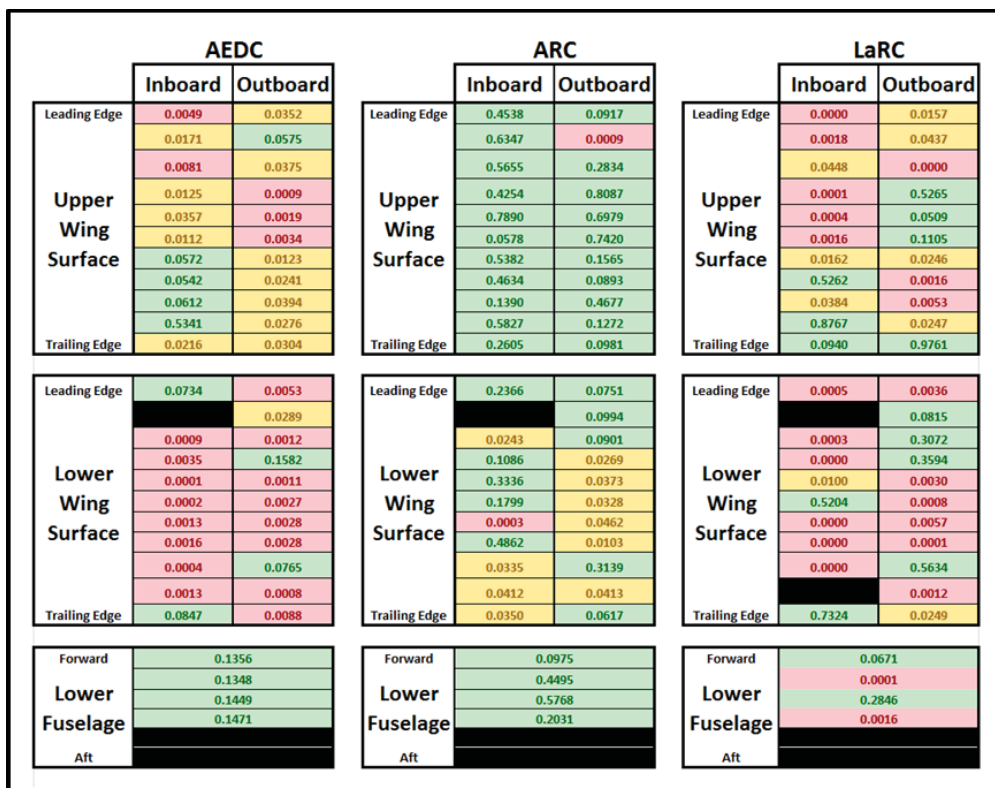 AEDC ARC LaRC
Inboard Outboard Inboard Outboard Inboard Outboard
Leading Edge 0.0049 0.0352 Leading Edge 0.4538 0.0917 Leading Edge 0.0000 0.0157
0.0171 0.0575 0.6347 0.0009 0.0018 0.0437
0.0081 0.0375 0.5655 0.2834 0.0448 0.0000
Upper 0.0125 0.0009 Upper 0.4254 0.8087 Upper 0.0001 0.5265
Wing 0.0357 0.0019 Wing 0.7890 0.6979 Wing 0.0004 0.0509
0.0112 0.0034 0.0578 0.7420 0.0016 0.1105
Surface 0.0572 0.0123 Surface 0.5382 0.1565 Surface 0.0162 0.0246
0.0542 0.0241 0.4634 0.0893 0.5262 0.0016
0.0612 0.0394 0.1390 0.4677 0.0384 0.0053
0.5341 0.0276 0.5827 0.1272 0.8767 0.0247
Trailing Edge 0.0216 0.0304 Trailing Edge 0.2605 0.0981 Trailing Edge 0.0940 0.9761
Leading Edge 0.0734 0.0053 Leading Edge 0.2366 0.0751 Leading Edge 0.0005 0.0036
0.0289 0.0994 0.0815
0.0009 0.0012 0.0243 0.0901 0.0003 0.3072
Lower 0.0035 0.1582 Lower 0.1086 0.0269 Lower 0.0000 0.3594
0.0001 0.0011 0.3336 0.0373 0.0100 0.0030
Wing 0.0002 0.0027 Wing 0.1799 0.0328 Wing 0.5204 0.0008
0.0013 0.0028 0.0003 0.0462 0.0000 0.0057
Surface 0.0016 0.0028 Surface 0.4862 0.0103 Surface 0.0000 0.0001
0.0004 0.0765 0.0335 0.3139 0.0000 0.5634
0.0013 0.0008 0.0412 0.0413 0.0012
Trailing Edge 0.0847 0.0088 Trailing Edge 0.0350 0.0617 Trailing Edge 0.7324 0.0249
Forward 0.1356 Forward 0.0975 Forward 0.0671
0.1348 0.4495 0.0001
Lower 0.1449 Lower 0.5768 Lower 0.2846
Fuselage 0.1471 Fuselage 0.2031 Fuselage 0.0016
Aft Aft Aft